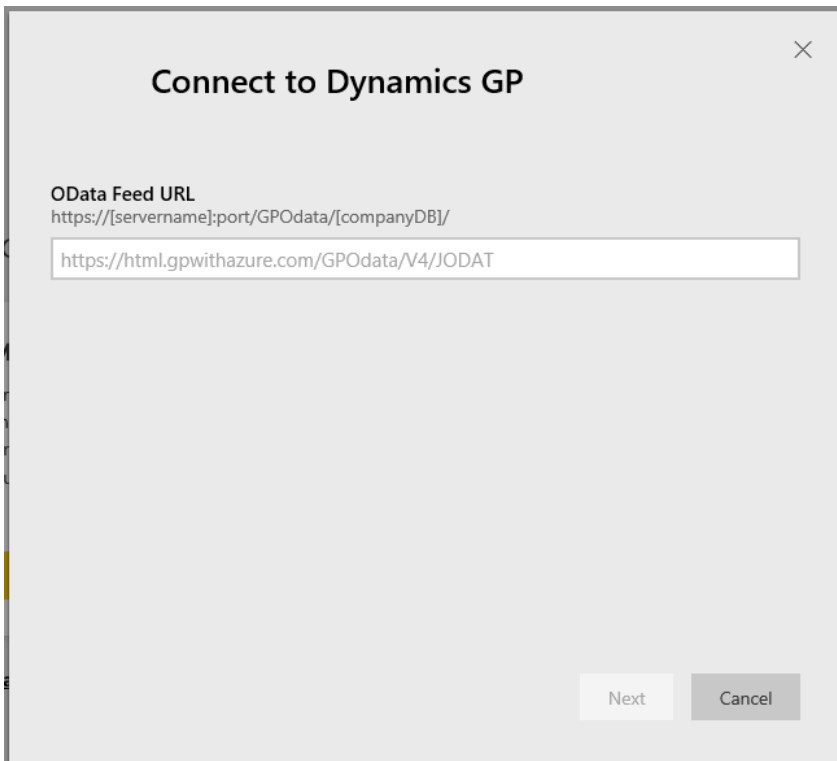 Connect to Dynamics GP
OData Feed URL
https://[servername]:port/GPOdata/[companyDB]/
https://html.gpwithazure.com/GPOdata/V4/JODAT
Next
Cancel